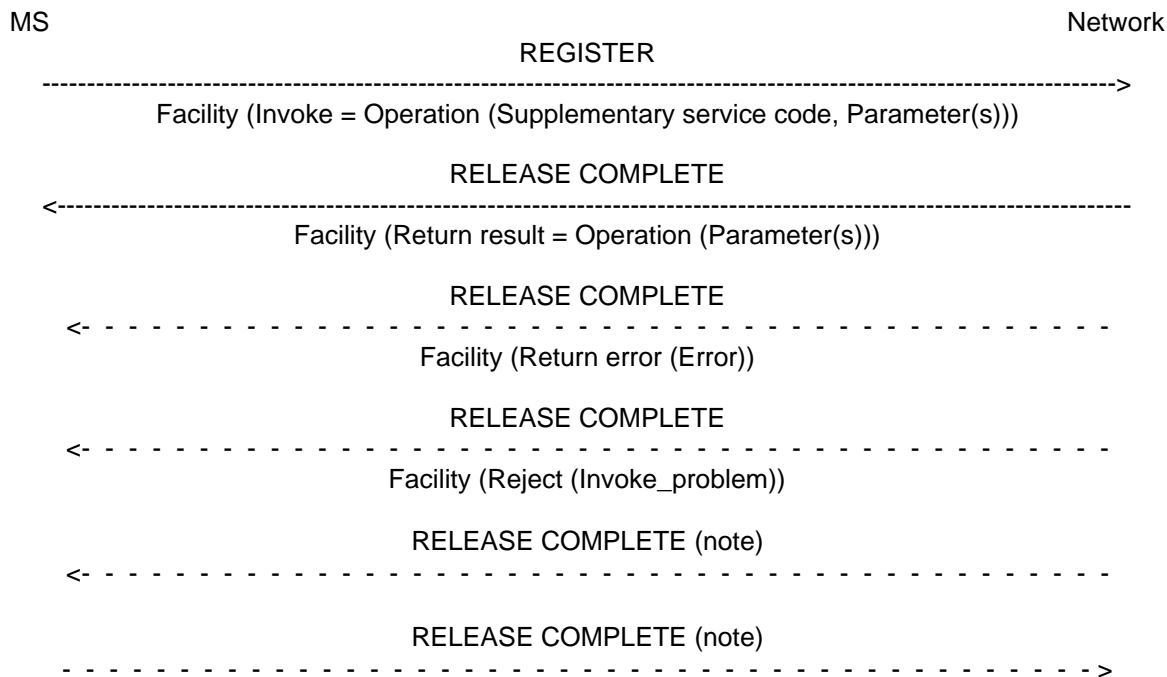 MS Network
REGISTER
Facility (Invoke = Operation (Supplementary service code, Parameter(s)))
RELEASE COMPLETE
Facility (Return result = Operation (Parameter(s)))
RELEASE COMPLETE
Facility (Return error (Error))
RELEASE COMPLETE
Facility (Reject (Invoke_problem))
RELEASE COMPLETE (note)
RELEASE COMPLETE (note)